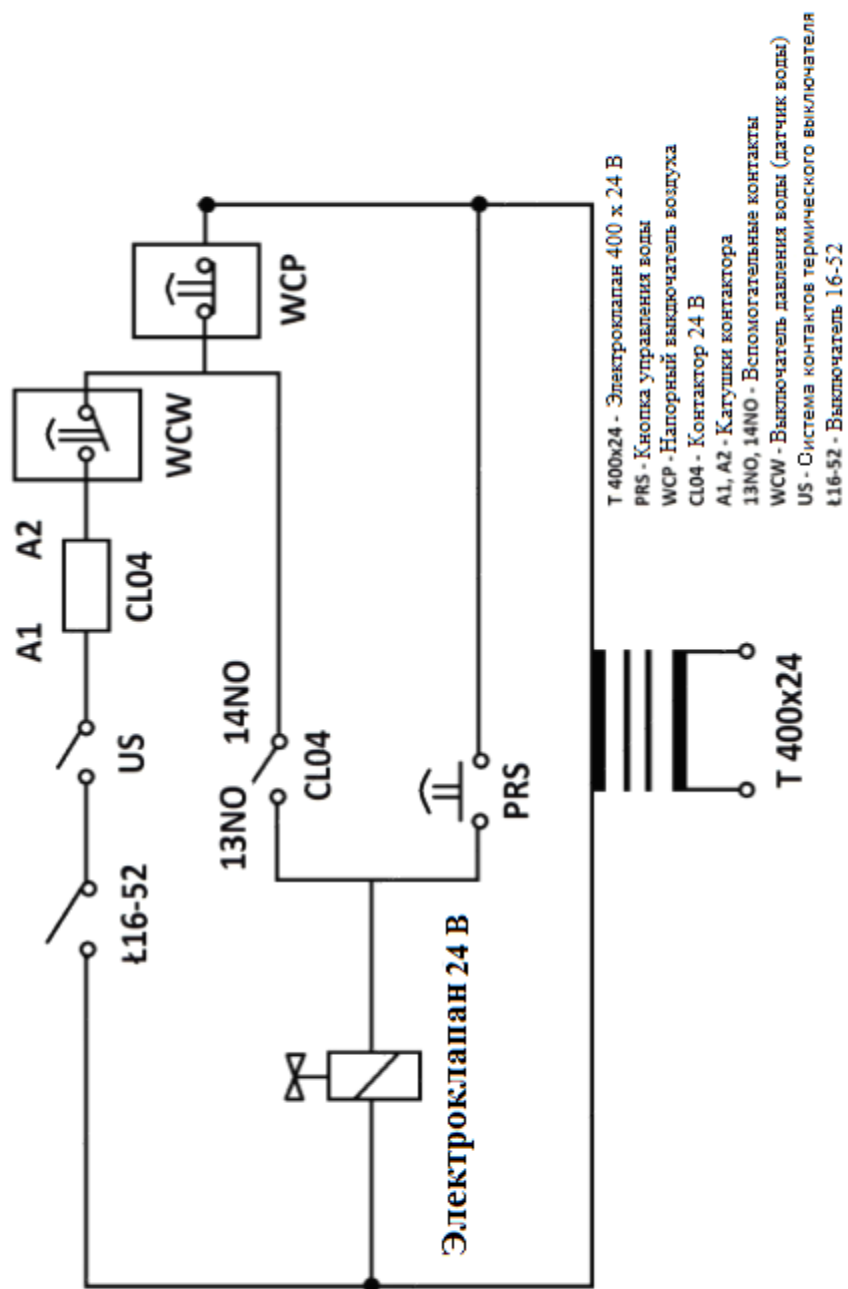 WCP
WCW
A1
A2
CL04
US
Ł16-52
13NO
14NO
CL04
PRS
Электроклапан 24 В
T 400x24
T 400x24 - Электроклапан 400 x 24 В
PRS - Кнопка управления воды
WCP - Напорный выключатель воздуха
CL04 - Контактор 24 В
A1, A2 - Катушки контактора
13NO, 14NO - Вспомогательные контакты
WCW - Выключатель давления воды (датчик воды)
US - Система контактов термического выключателя
Ł16-52 - Выключатель 16-52